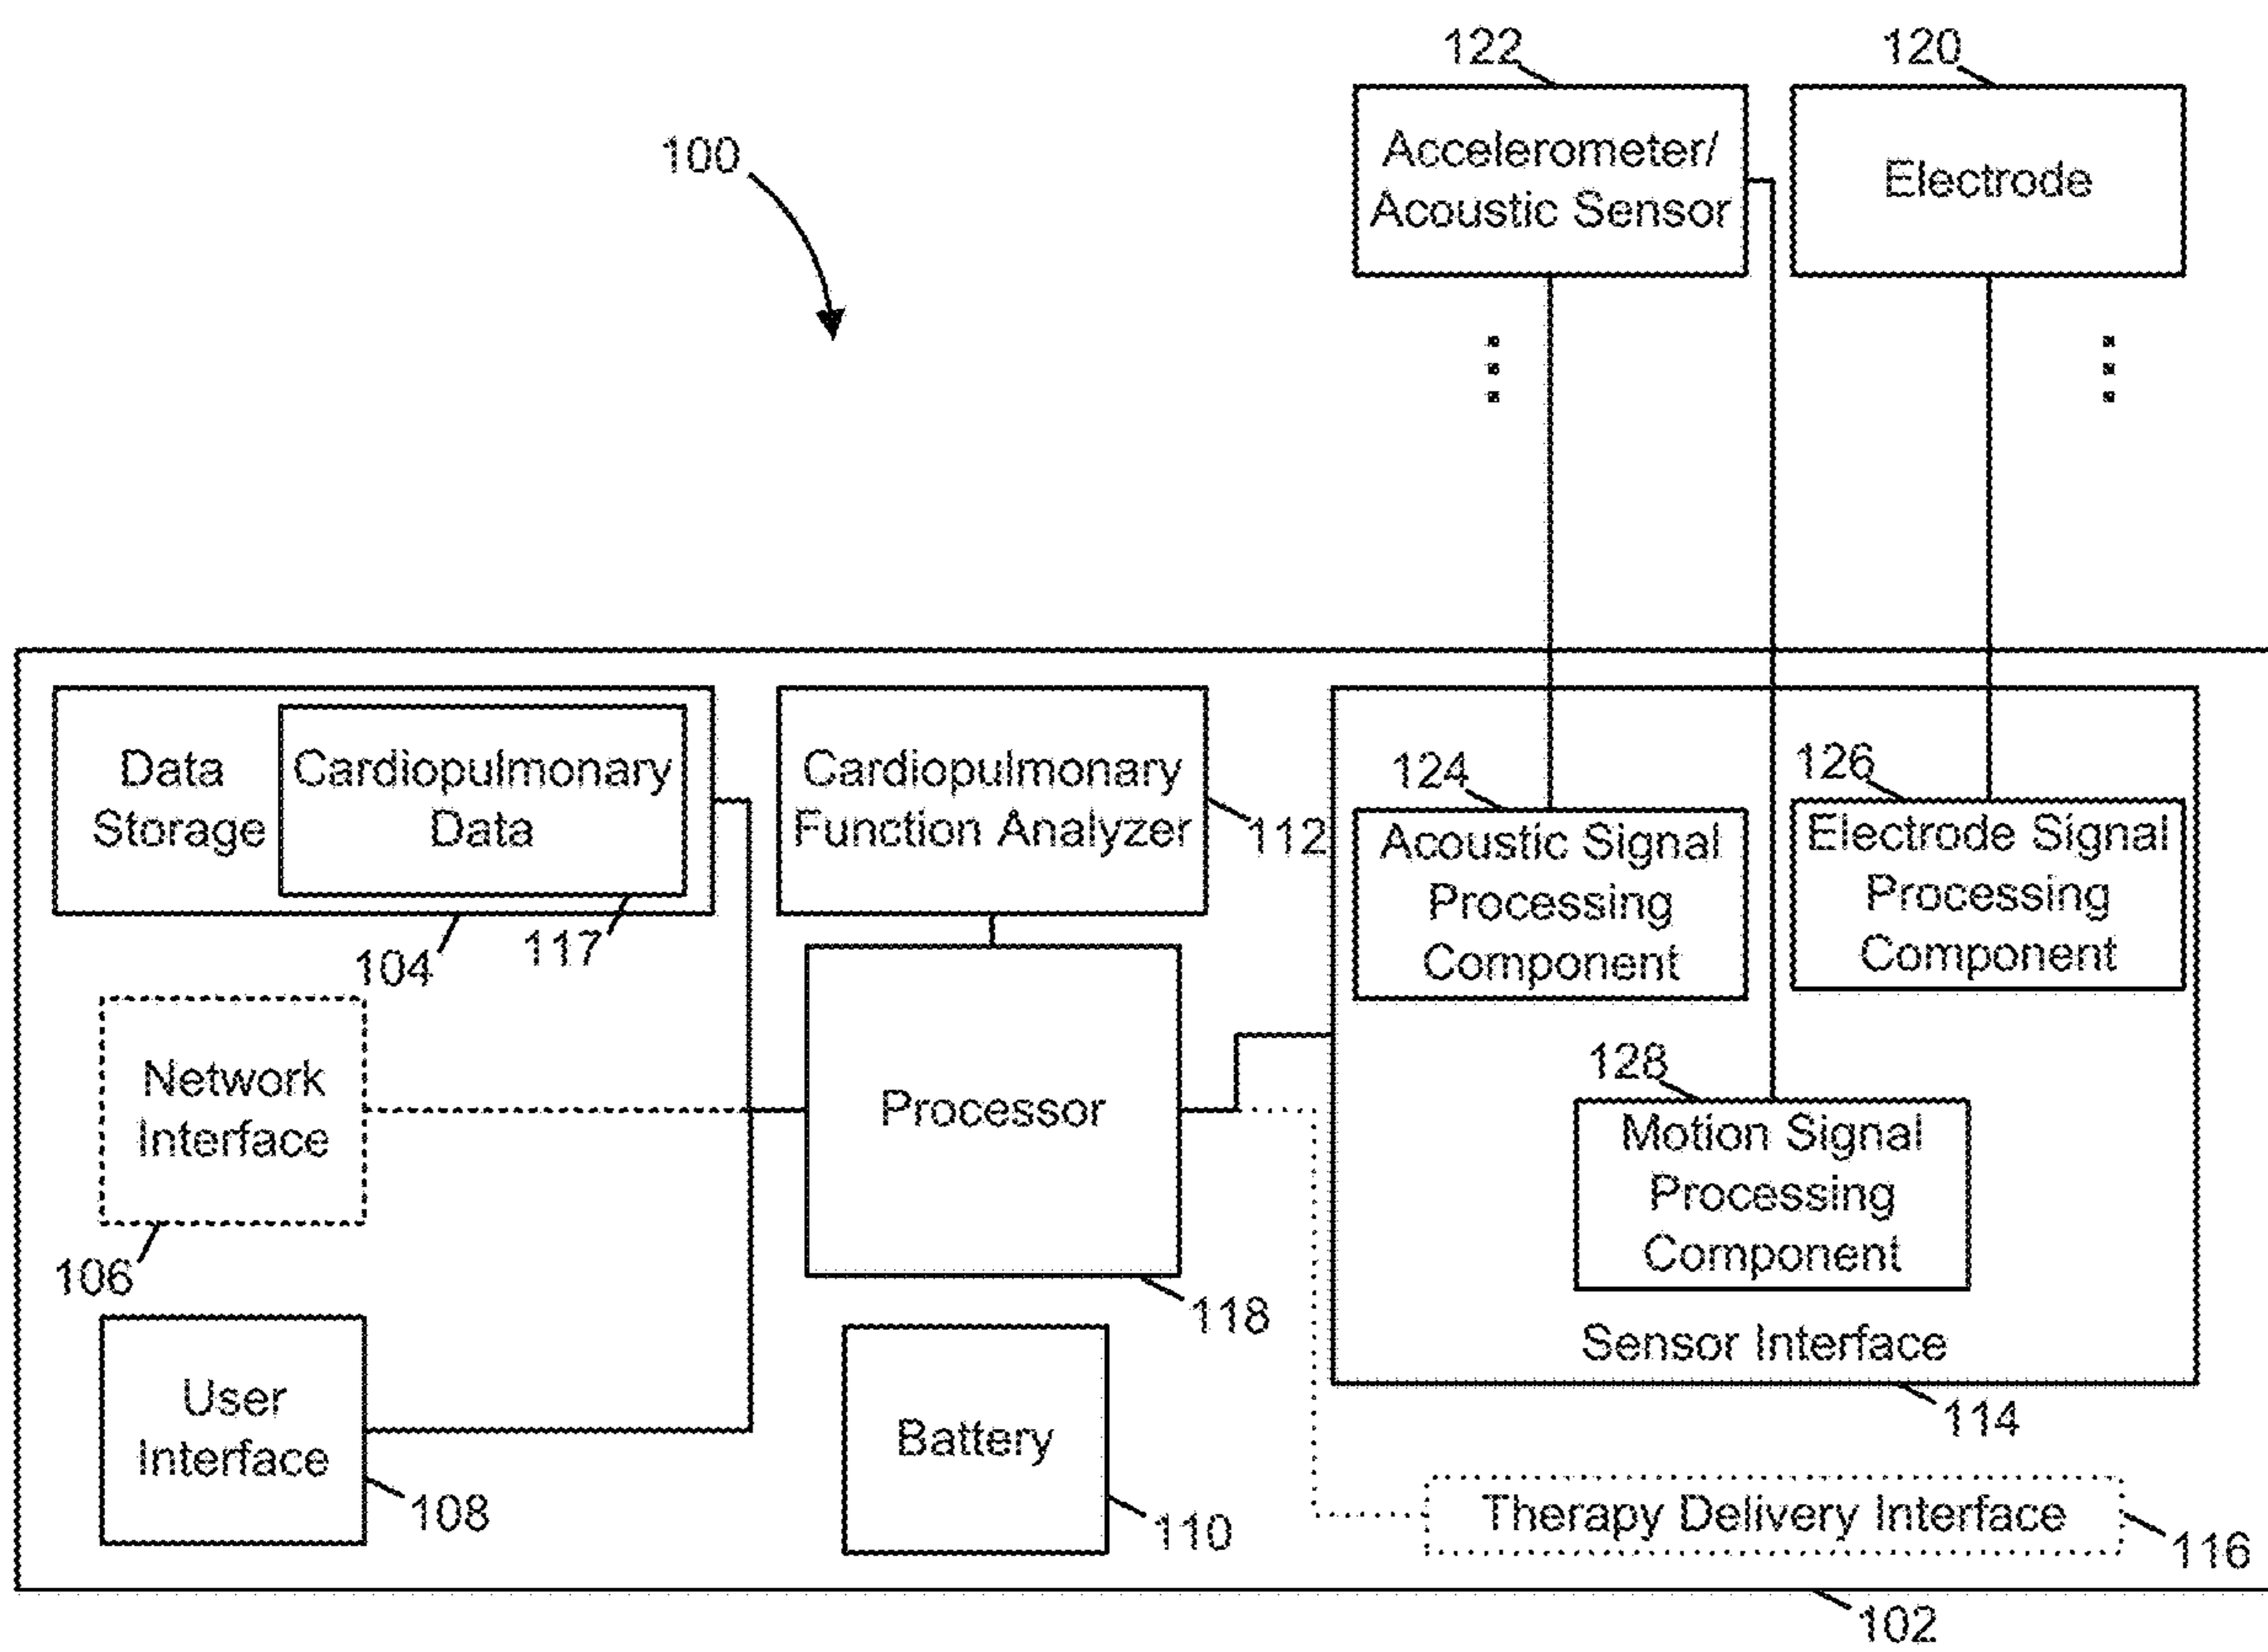 122
120
100
Accelerometer/
Acoustic Sensor
Electrode
Data
Storage
Cardiopulmonary
Data
Cardiopulmonary
Function Analyzer
112
124
126
Acoustic Signal
Processing
Component
Electrode Signal
Processing
Component
104
117
Network
Interface
Processor
128
Motion Signal
Processing
Component
106
118
Sensor Interface
114
User
Interface
108
Battery
110
Therapy Delivery Interface
116
102